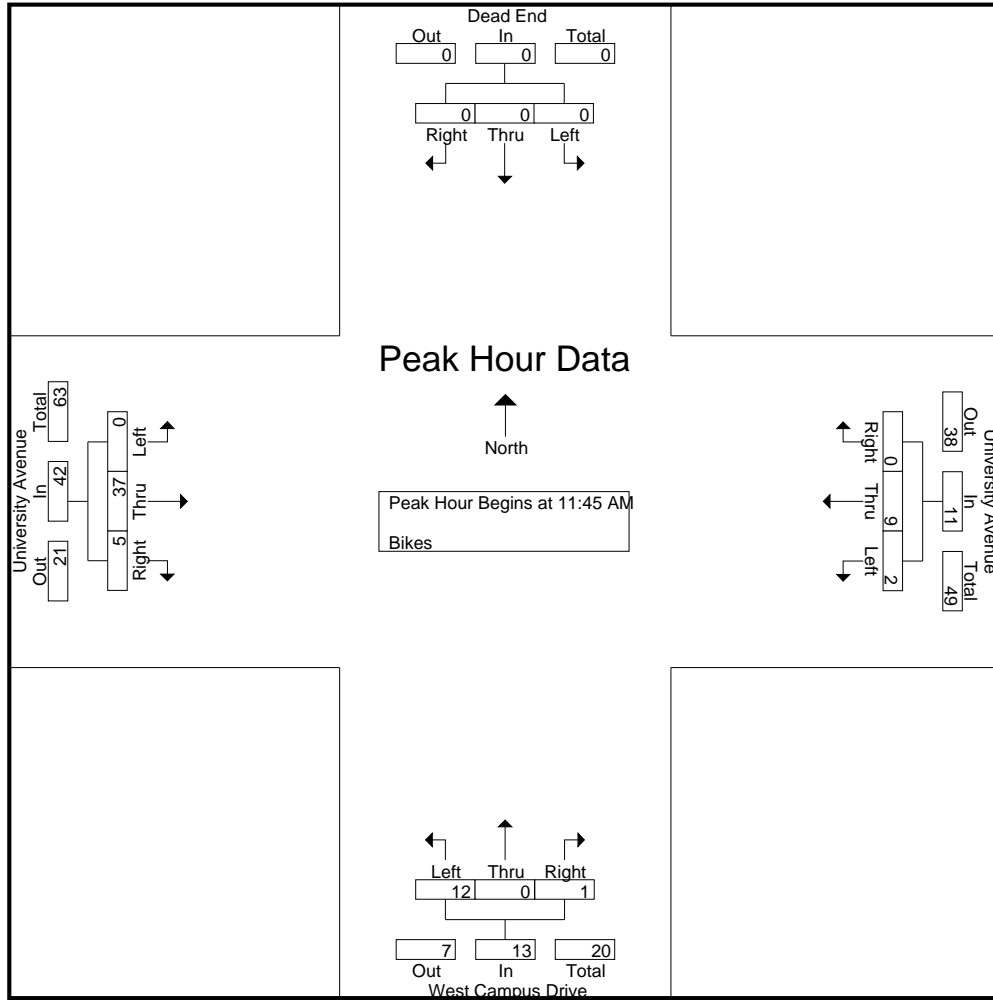 Dead End
Out In Total
0 0 0
0 0 0
Right Thru Left
Peak Hour Data
North
Peak Hour Begins at 11:45 AM
Bikes
University Avenue
Total In Out
63 42 21
0 37 5
Left Thru Right
University Avenue
Out In Total
38 11 49
0 9 2
Right Thru Left
Left Thru Right
12 0 1
7 13 20
Out In Total
West Campus Drive